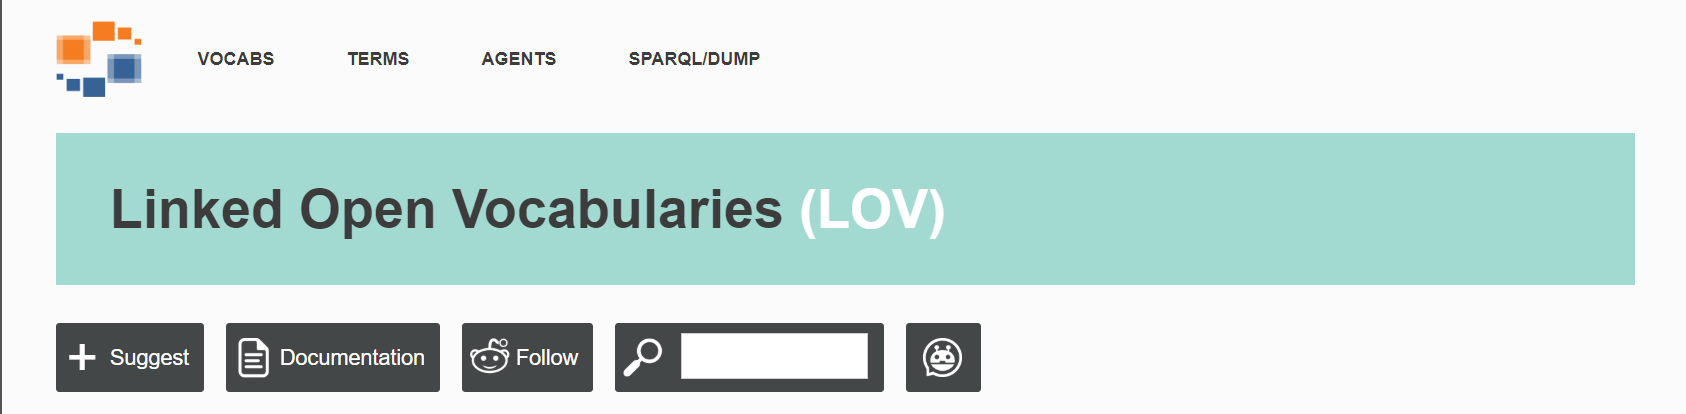 VOCABS TERMS AGENTS SPARQL/DUMP
Linked Open Vocabularies (LOV)
Suggest Documentation Follow